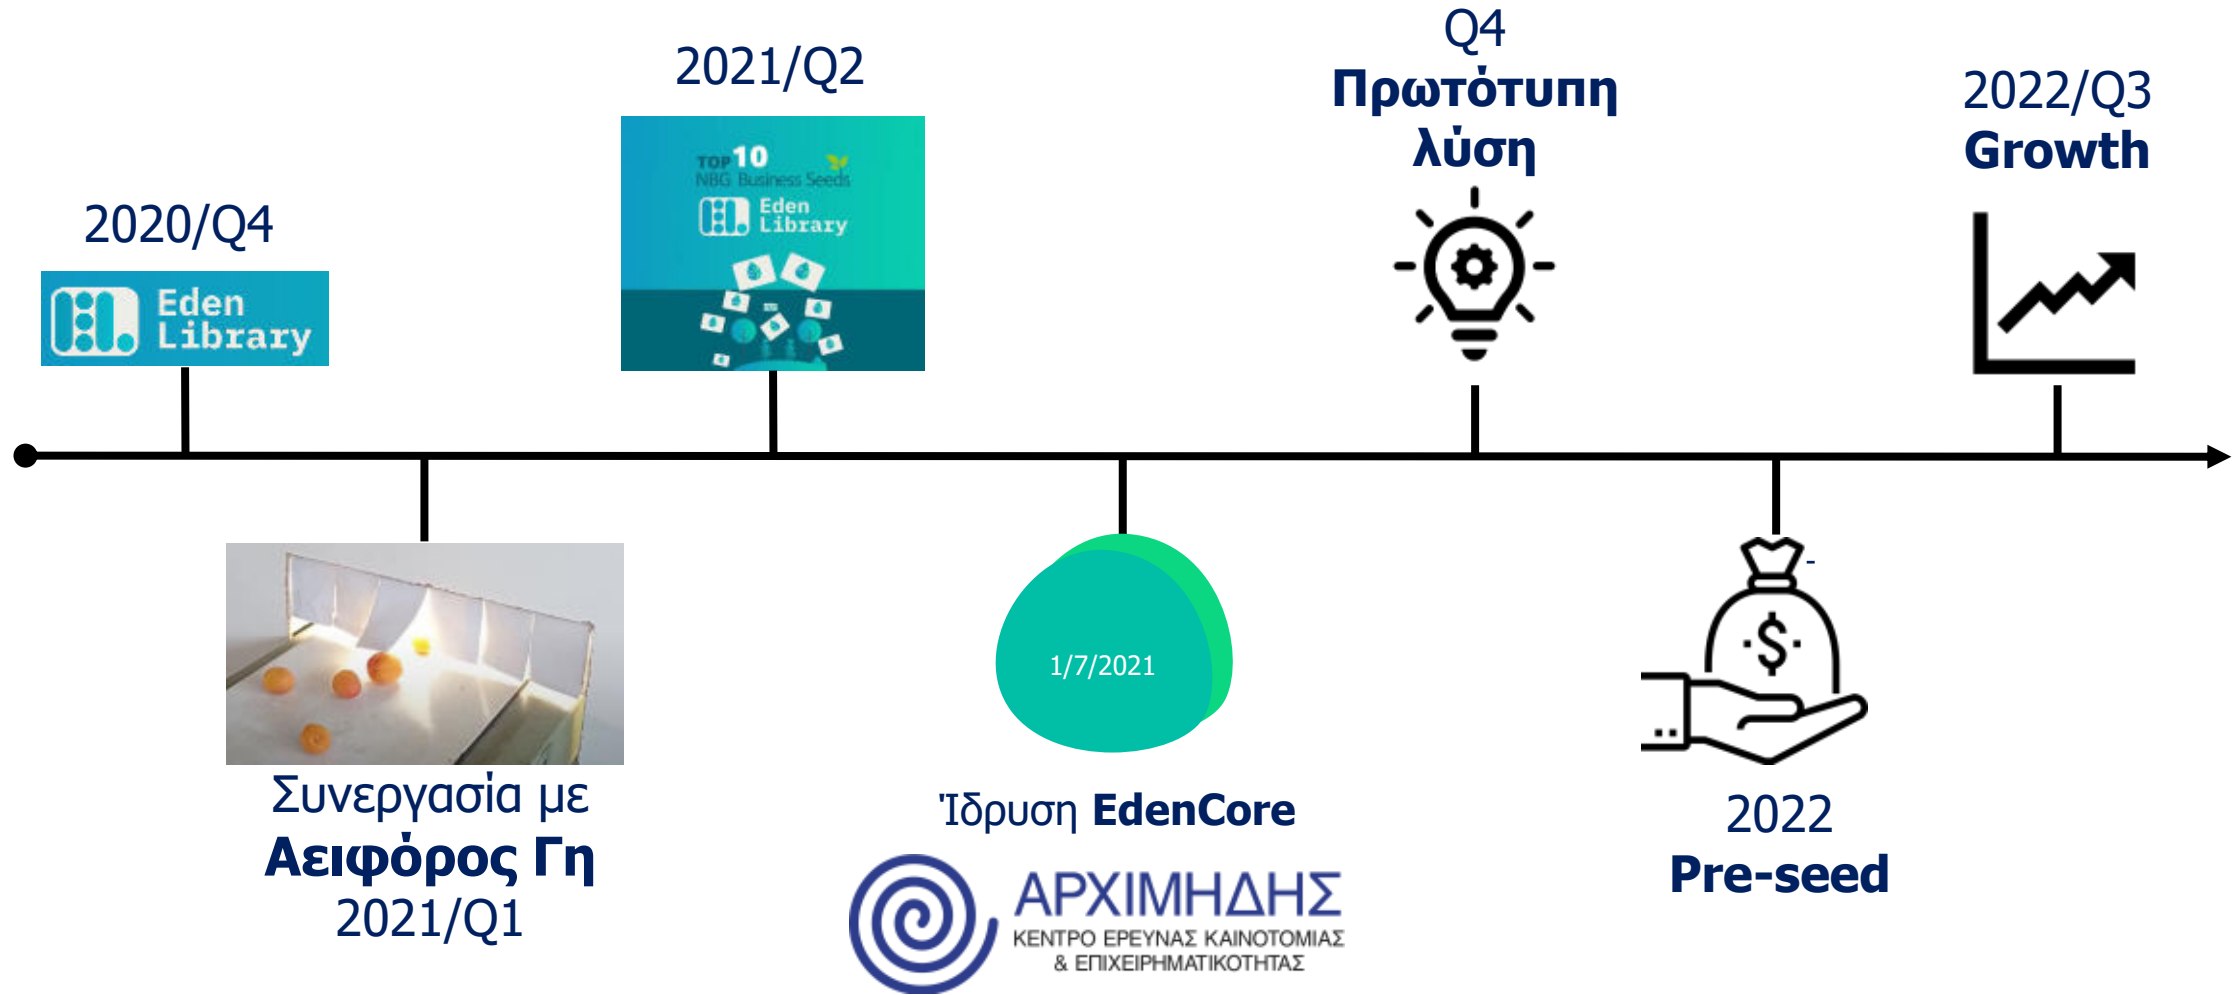 2020/Q4
Eden
Library
Συνεργασία με
Αειφόρος Γη
2021/Q1
2021/Q2
TOP 10
NBG Business Seeds
Eden
Library
1/7/2021
Ίδρυση EdenCore
ΑΡΧΙΜΗΔΗΣ
ΚΕΝΤΡΟ ΕΡΕΥΝΑΣ ΚΑΙΝΟΤΟΜΙΑΣ
& ΕΠΙΧΕΙΡΗΜΑΤΙΚΟΤΗΤΑΣ
Q4
Πρωτότυπη
λύση
-
$
2022
Pre-seed
2022/Q3
Growth